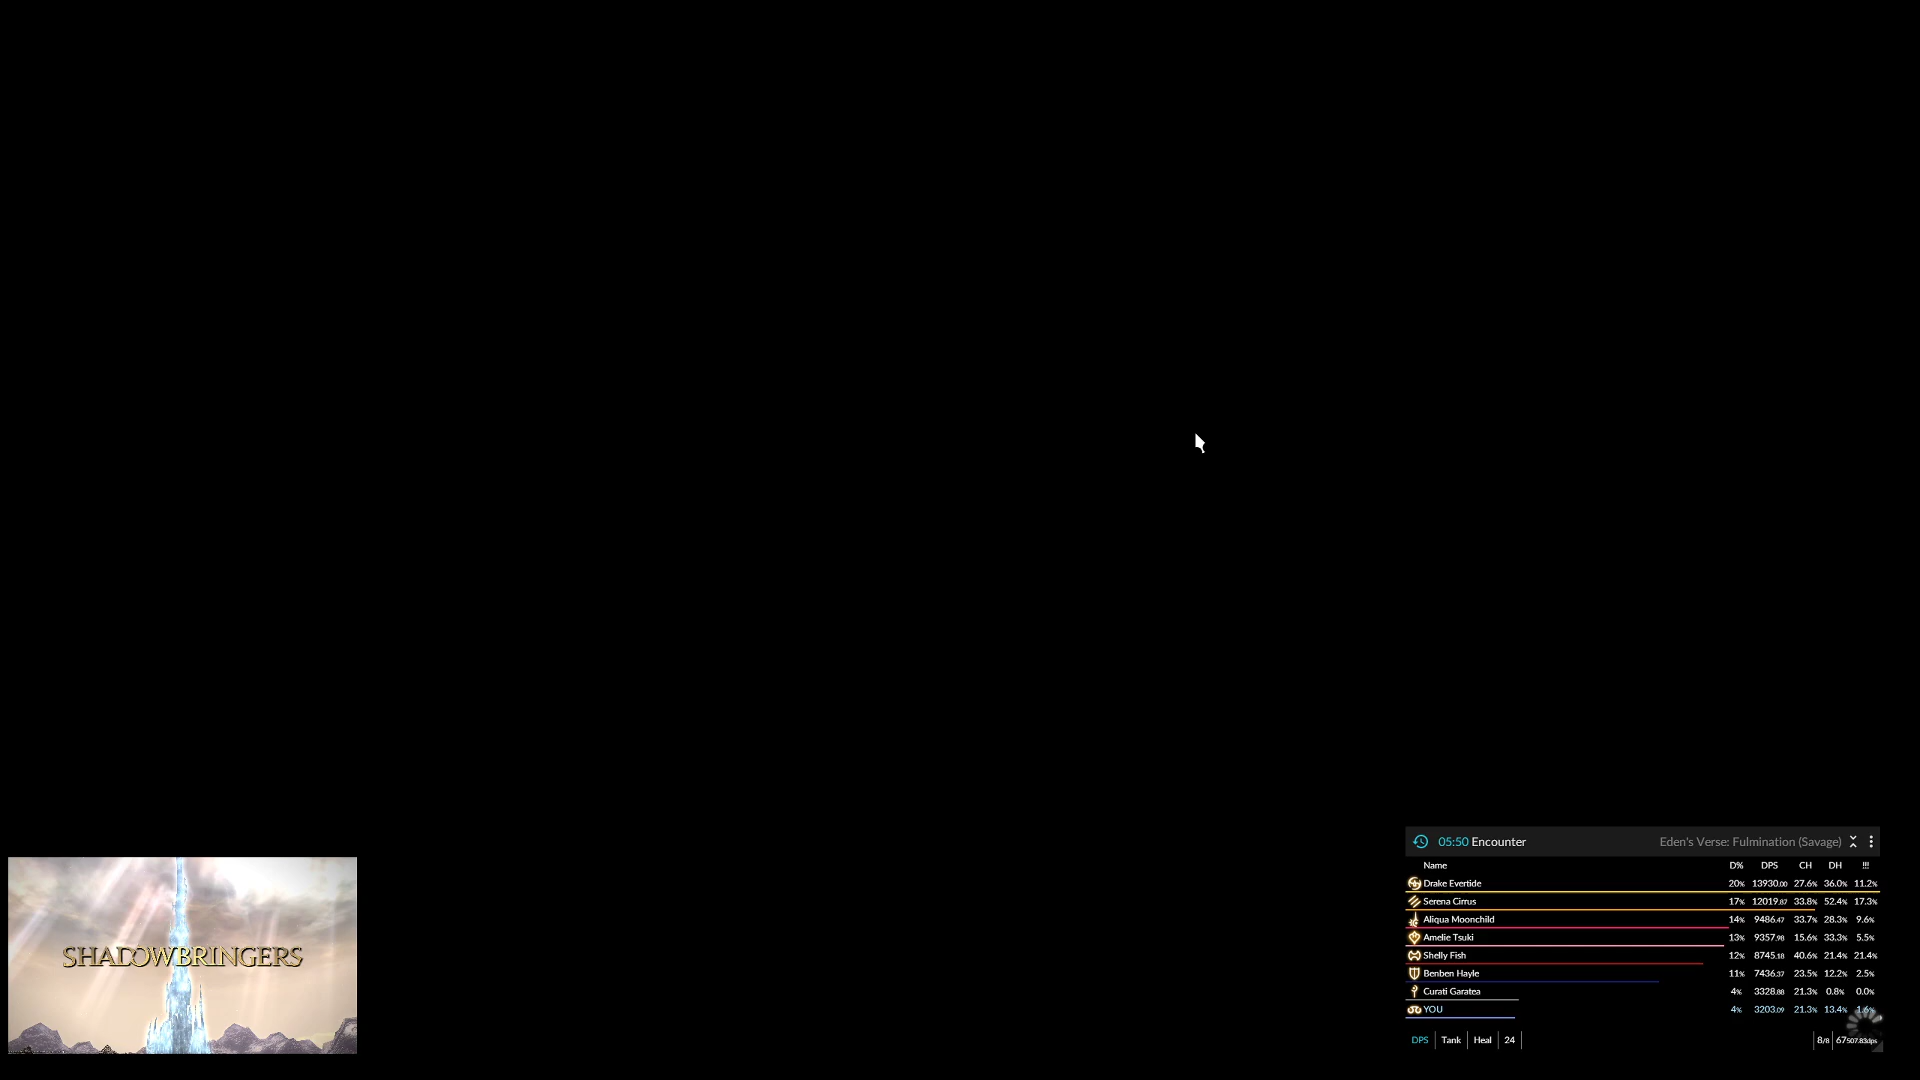 05:50 Encounter Eden's Verse: Fulmination (Savage)
Name D% DPS CH DH !!!
Drake Evertide 20% 13930.00 27.6% 36.0% 11.2%
Serena Cirrus 17% 12019.87 33.8% 52.4% 17.3%
Aliqua Moonchild 14% 9486.47 33.7% 28.3% 9.6%
Amelie Tsuki 13% 9357.98 15.6% 33.3% 5.5%
Shelly Fish 12% 8745.18 40.6% 21.4% 21.4%
Benben Hayle 11% 7436.37 23.5% 12.2% 2.5%
Curati Garatea 4% 3328.88 21.3% 0.8% 0.0%
YOU 4% 3203.09 21.3% 13.4% 1.6%
DPS Tank Heal 24 8/8 67507.83dps
SHADOWBRINGERS